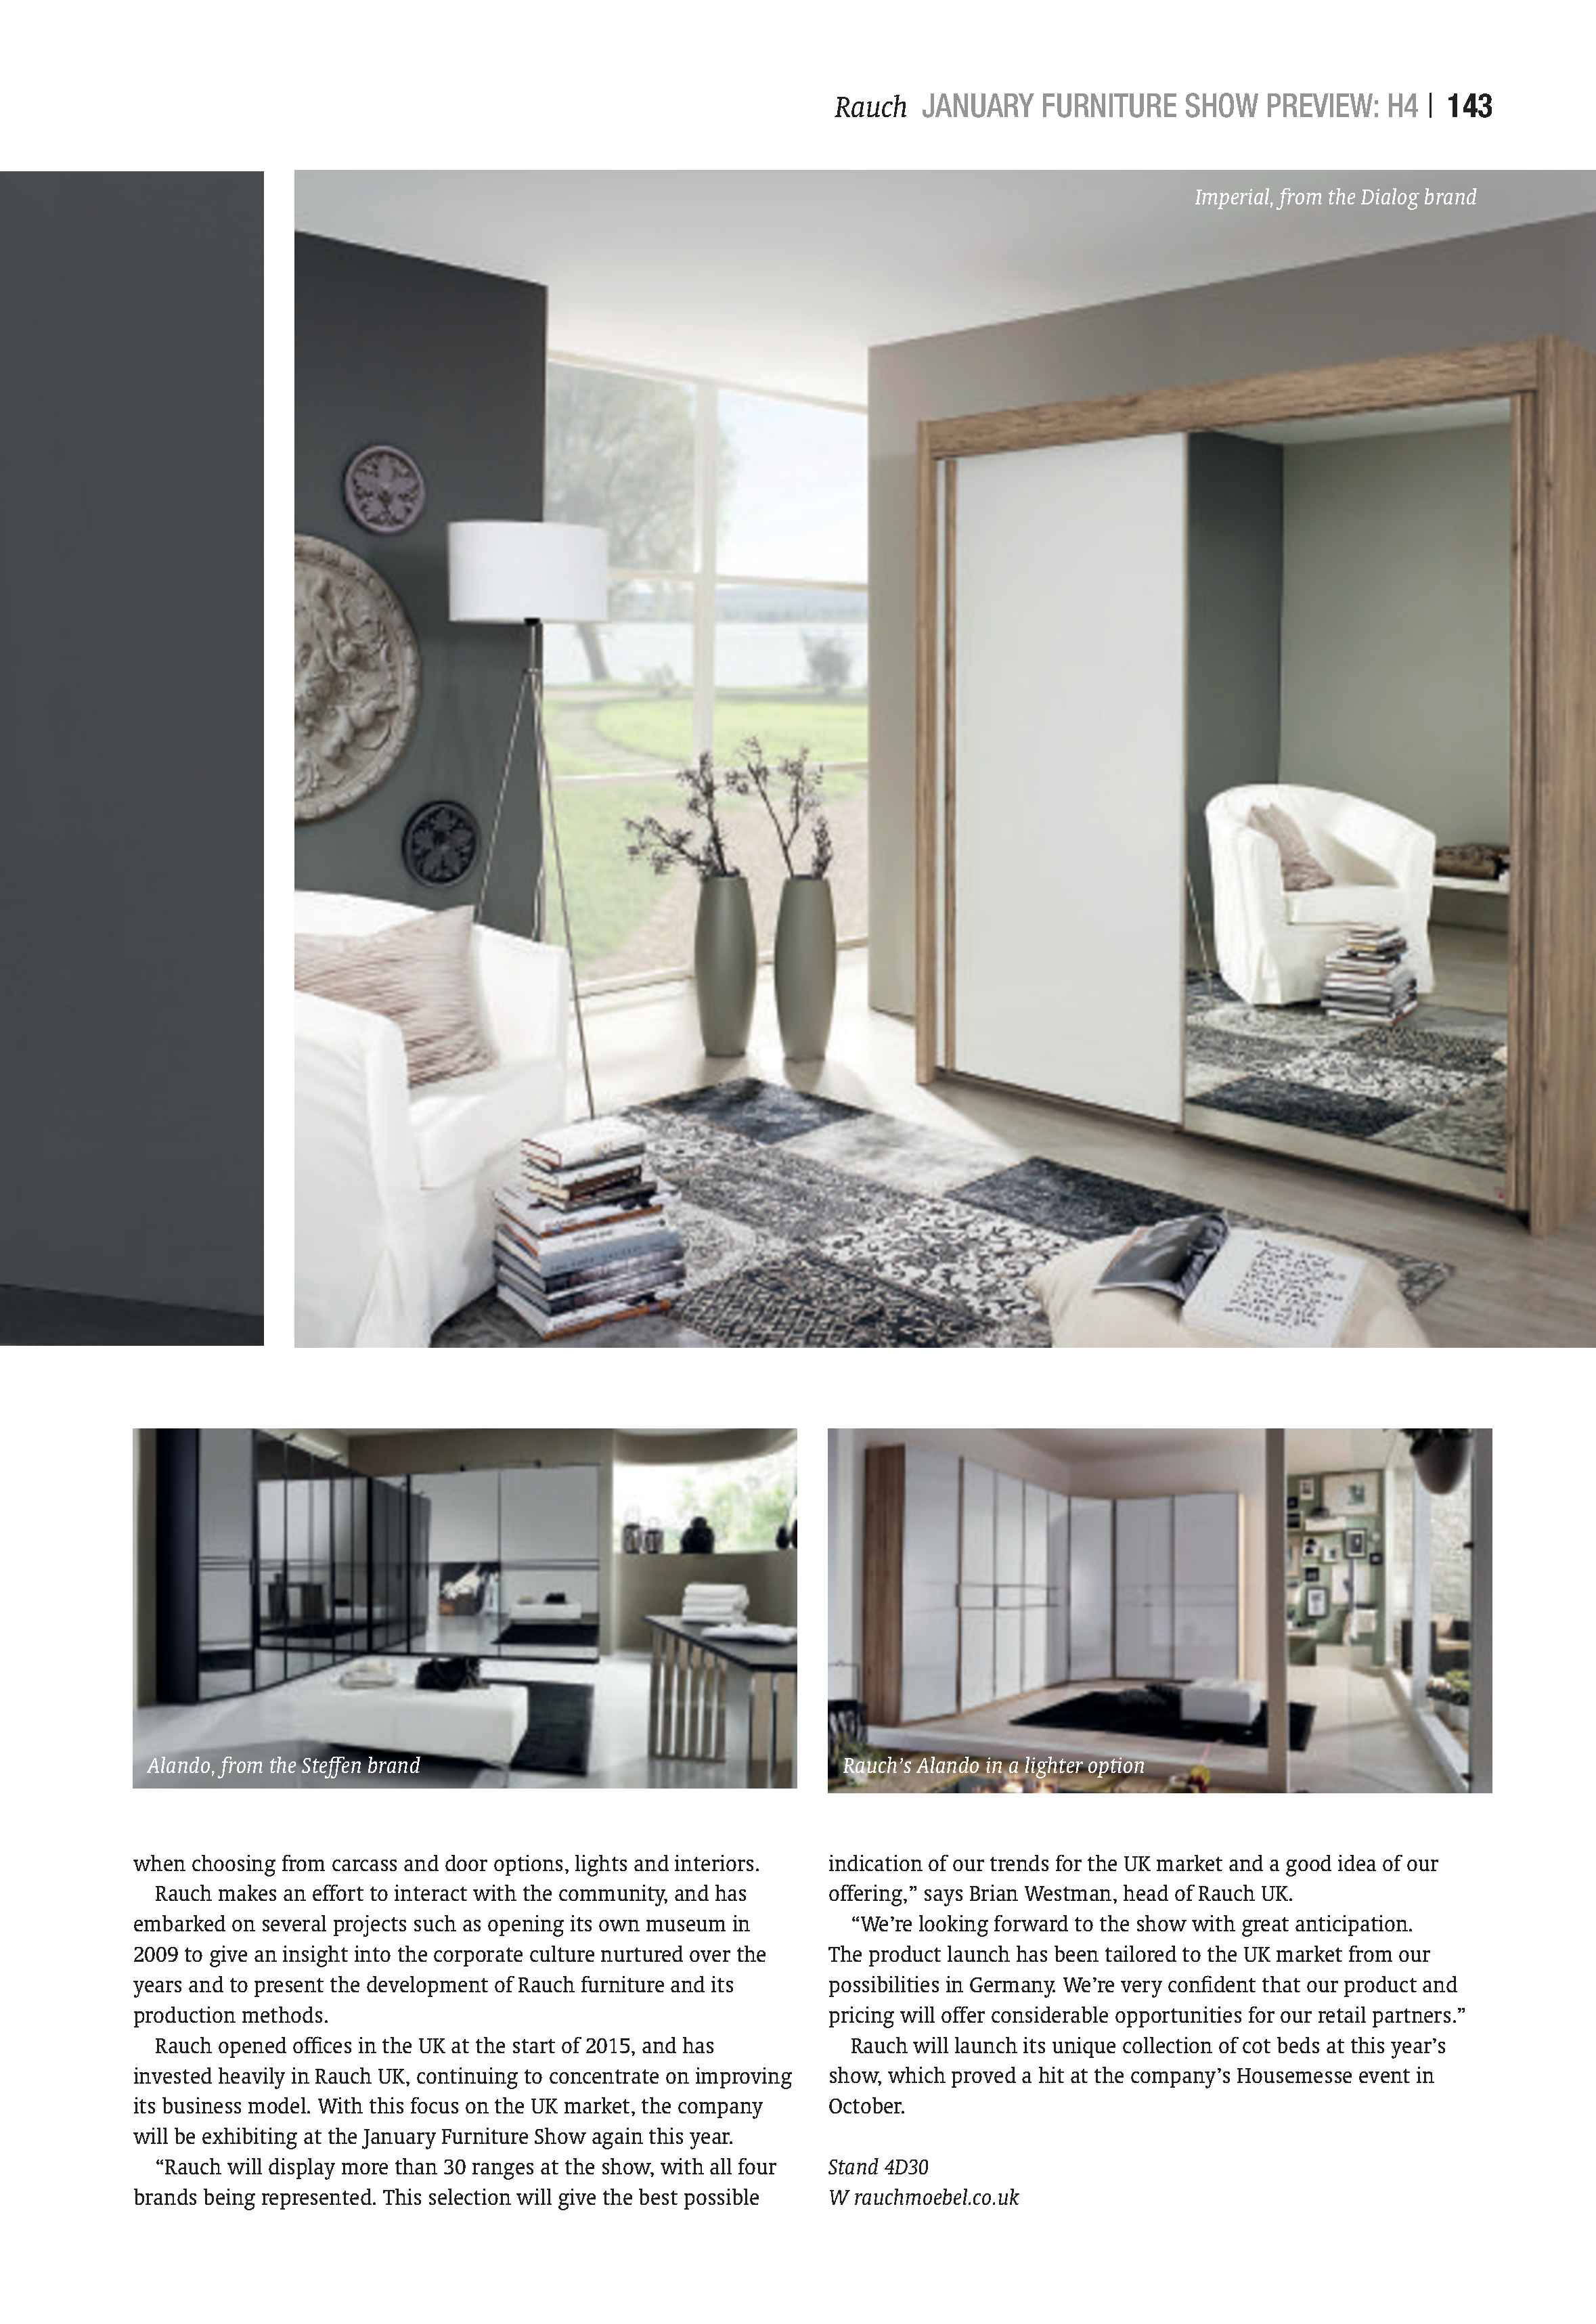 Rauch JANUARY FURNITURE SHOW PREVIEW: H4 | 143
Imperial, from the Dialog brand
Alando, from the Steffen brand
Rauch's Alando in a lighter option
when choosing from carcass and door options, lights and interiors.
Rauch makes an effort to interact with the community, and has
embarked on several projects such as opening its own museum in
2009 to give an insight into the corporate culture nurtured over the
years and to present the development of Rauch furniture and its
production methods.
Rauch opened offices in the UK at the start of 2015, and has
invested heavily in Rauch UK, continuing to concentrate on improving
its business model. With this focus on the UK market, the company
will be exhibiting at the January Furniture Show again this year.
“Rauch will display more than 30 ranges at the show, with all four
brands being represented. This selection will give the best possible
indication of our trends for the UK market and a good idea of our
offering,” says Brian Westman, head of Rauch UK.
“We’re looking forward to the show with great anticipation.
The product launch has been tailored to the UK market from our
possibilities in Germany. We’re very confident that our product and
pricing will offer considerable opportunities for our retail partners.”
Rauch will launch its unique collection of cot beds at this year’s
show, which proved a hit at the company’s Housemesse event in
October.
Stand 4D30
W rauchmoebel.co.uk